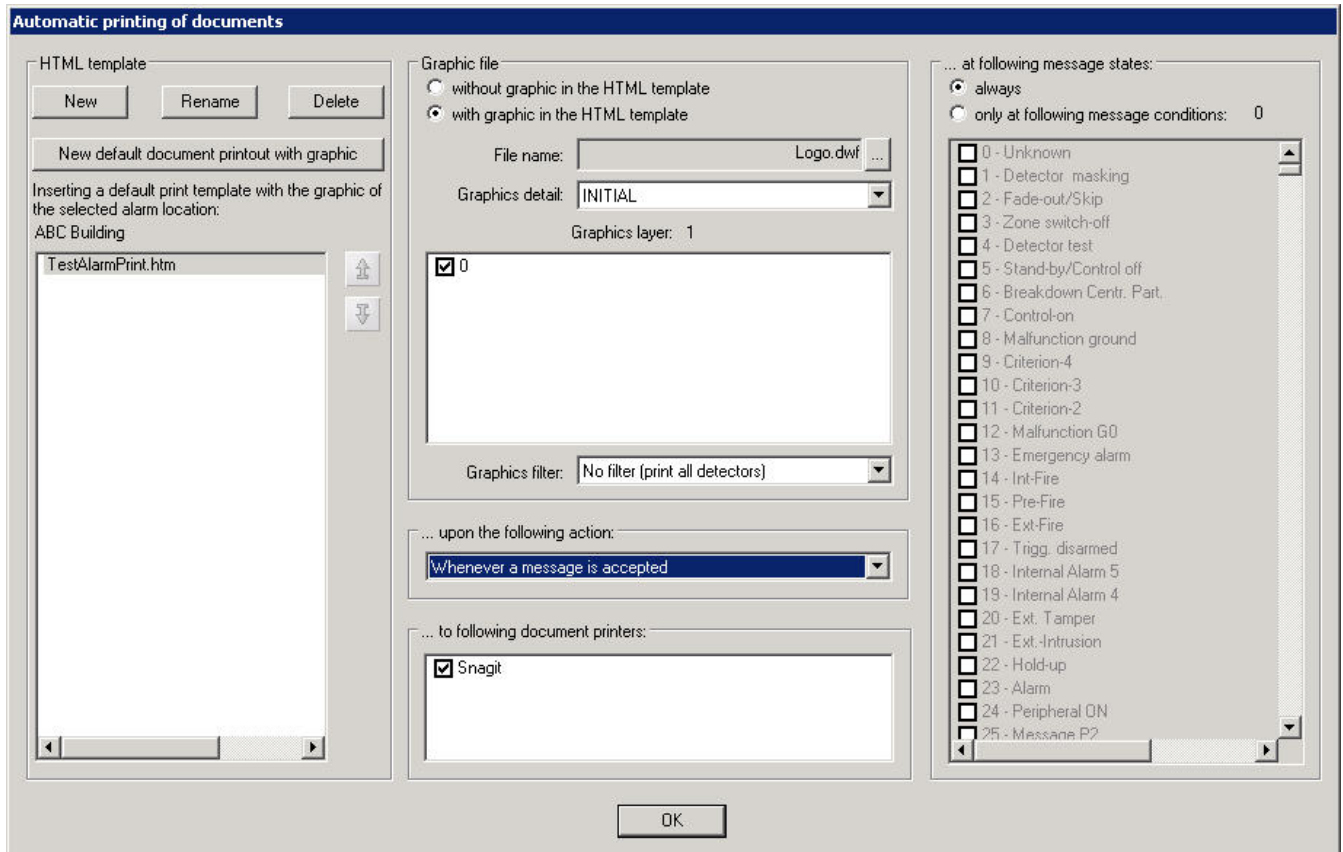 Automatic printing of documents
HTML template
New
Rename
Delete
New default document printout with graphic
Inserting a default print template with the graphic of
the selected alarm location:
ABC Building
TestAlarmPrint.htm
Graphic file
without graphic in the HTML template
with graphic in the HTML template
File name:
Logo.dwf
...
Graphics detail:
INITIAL
Graphics layer: 1
0
Graphics filter:
No filter (print all detectors)
... upon the following action:
Whenever a message is accepted
... to following document printers:
Snagit
... at following message states:
always
only at following message conditions: 0
0 - Unknown
1 - Detector masking
2 - Fade-out/Skip
3 - Zone switch-off
4 - Detector test
5 - Stand-by/Control off
6 - Breakdown Centr. Part.
7 - Control-on
8 - Malfunction ground
9 - Criterion-4
10 - Criterion-3
11 - Criterion-2
12 - Malfunction G0
13 - Emergency alarm
14 - Int-Fire
15 - Pre-Fire
16 - Ext-Fire
17 - Trigg. disarmed
18 - Internal Alarm 5
19 - Internal Alarm 4
20 - Ext. Tamper
21 - Ext.-Intrusion
22 - Hold-up
23 - Alarm
24 - Peripheral ON
25 - Message P2
OK